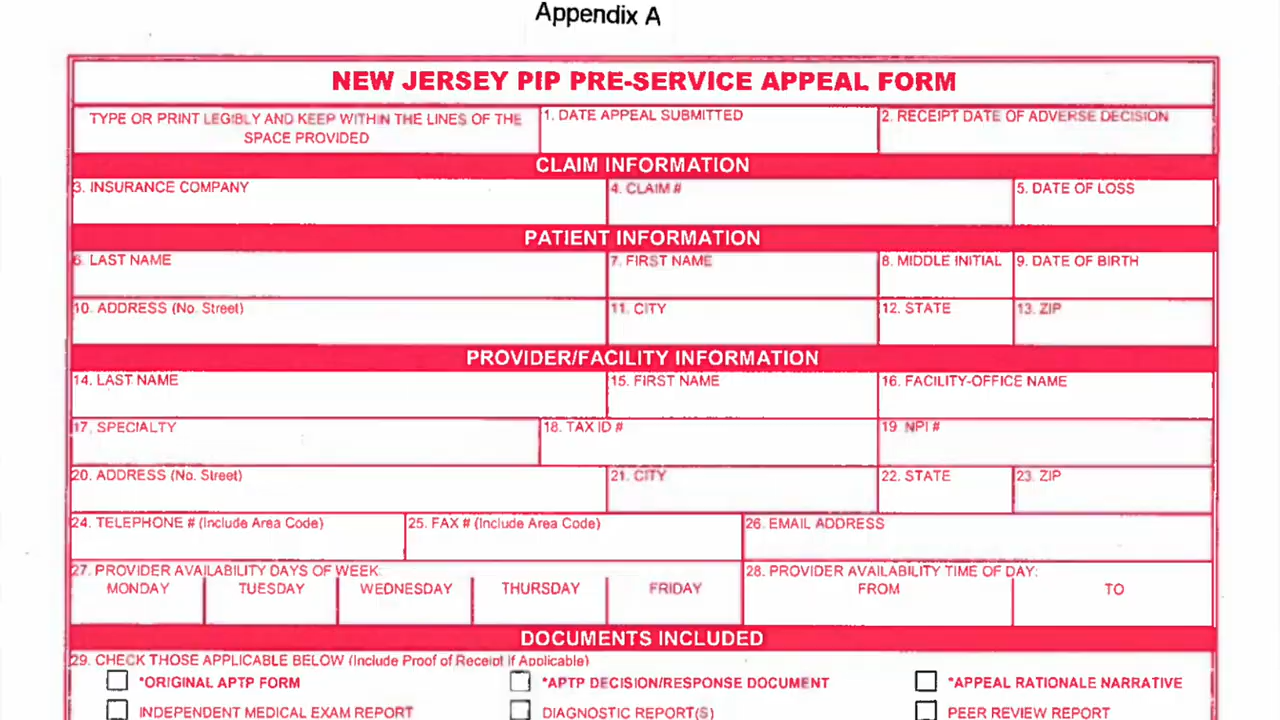 Appendix A
NEW JERSEY PIP PRE-SERVICE APPEAL FORM
TYPE OR PRINT LEGIBLY AND KEEP WITHIN THE LINES OF THE
SPACE PROVIDED
1. DATE APPEAL SUBMITTED
2. RECEIPT DATE OF ADVERSE DECISION
CLAIM INFORMATION
3. INSURANCE COMPANY
4. CLAIM #
5. DATE OF LOSS
PATIENT INFORMATION
6. LAST NAME
7. FIRST NAME
8. MIDDLE INITIAL
9. DATE OF BIRTH
10. ADDRESS (No. Street)
11. CITY
12. STATE
13. ZIP
PROVIDER/FACILITY INFORMATION
14. LAST NAME
15. FIRST NAME
16. FACILITY-OFFICE NAME
17. SPECIALTY
18. TAX ID #
19 NPI #
20. ADDRESS (No. Street)
21. CITY
22. STATE
23. ZIP
24. TELEPHONE # (Include Area Code)
25. FAX # (Include Area Code)
26. EMAIL ADDRESS
27. PROVIDER AVAILABILITY DAYS OF WEEK:
MONDAY
TUESDAY
WEDNESDAY
THURSDAY
FRIDAY
28. PROVIDER AVAILABILITY TIME OF DAY:
FROM
TO
DOCUMENTS INCLUDED
29. CHECK THOSE APPLICABLE BELOW (Include Proof of Receipt if Applicable)
*ORIGINAL APTP FORM
*APTP DECISION/RESPONSE DOCUMENT
*APPEAL RATIONALE NARRATIVE
INDEPENDENT MEDICAL EXAM REPORT
DIAGNOSTIC REPORT(S)
PEER REVIEW REPORT